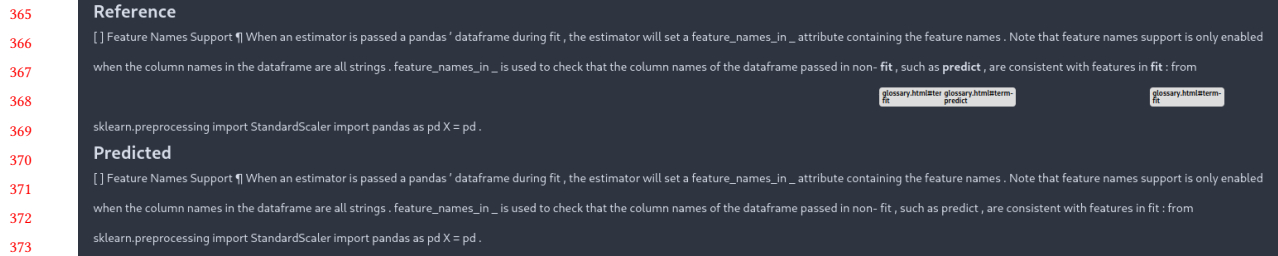 365 Reference
366 [ ] Feature Names Support ¶ When an estimator is passed a pandas ' dataframe during fit , the estimator will set a feature_names_in _ attribute containing the feature names . Note that feature names support is only enabled
367 when the column names in the dataframe are all strings . feature_names_in _ is used to check that the column names of the dataframe passed in non- fit , such as predict , are consistent with features in fit : from
368 glossary.html#ter glossary.html#term- glossary.html#term-
fit predict fit
369 sklearn.preprocessing import StandardScaler import pandas as pd X = pd .
370 Predicted
371 [ ] Feature Names Support ¶ When an estimator is passed a pandas ' dataframe during fit , the estimator will set a feature_names_in _ attribute containing the feature names . Note that feature names support is only enabled
372 when the column names in the dataframe are all strings . feature_names_in _ is used to check that the column names of the dataframe passed in non- fit , such as predict , are consistent with features in fit : from
373 sklearn.preprocessing import StandardScaler import pandas as pd X = pd .